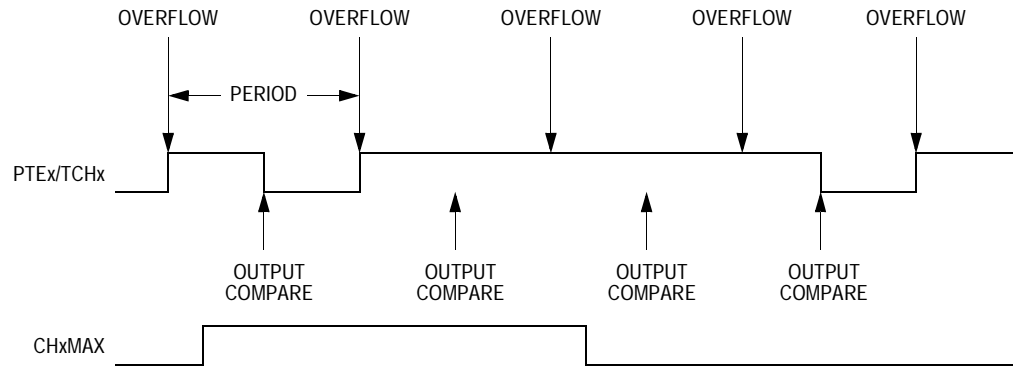 OVERFLOW OVERFLOW OVERFLOW OVERFLOW OVERFLOW
PERIOD
PTEx/TCHx
OUTPUT
COMPARE
OUTPUT
COMPARE
OUTPUT
COMPARE
OUTPUT
COMPARE
CHxMAX